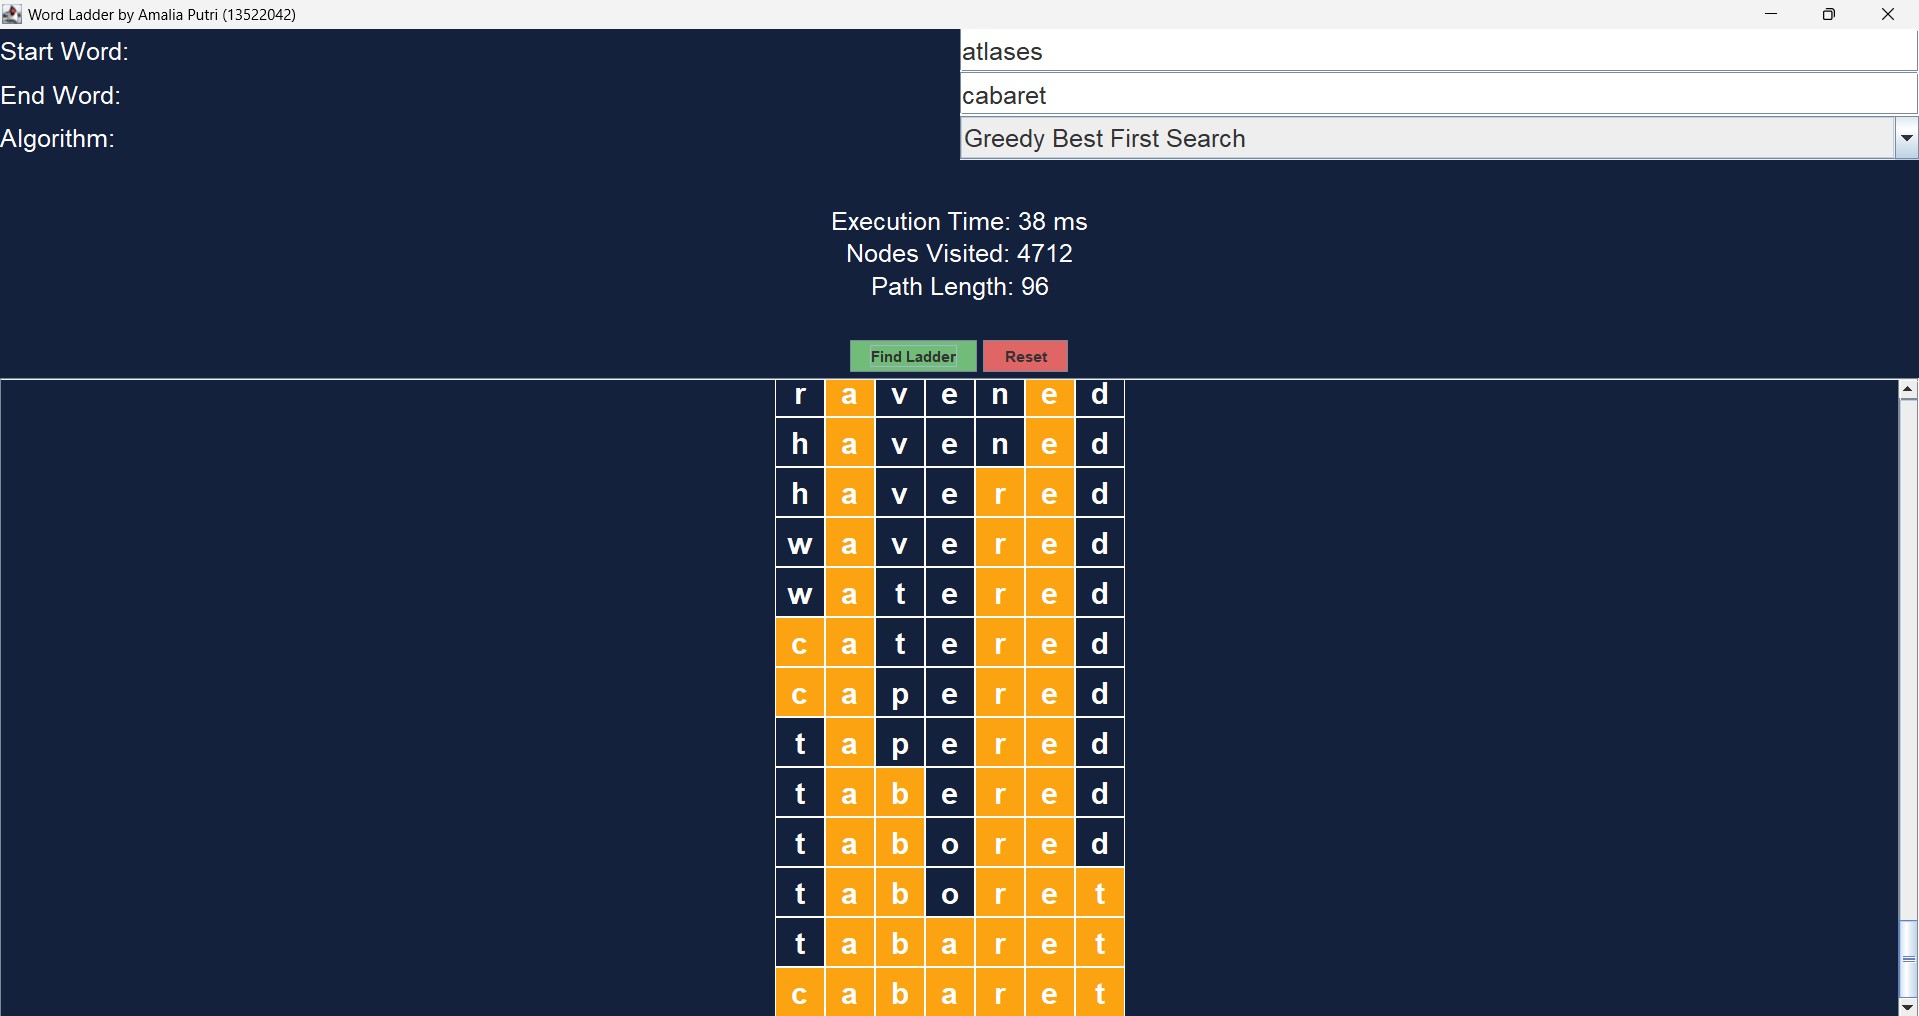 Word Ladder by Amalia Putri (13522042)
Start Word: atlases
End Word: cabaret
Algorithm: Greedy Best First Search
Execution Time: 38 ms
Nodes Visited: 4712
Path Length: 96
Find Ladder Reset
r a v e n e d
h a v e n e d
h a v e r e d
w a v e r e d
w a t e r e d
c a t e r e d
c a p e r e d
t a p e r e d
t a b e r e d
t a b o r e d
t a b o r e t
t a b a r e t
c a b a r e t